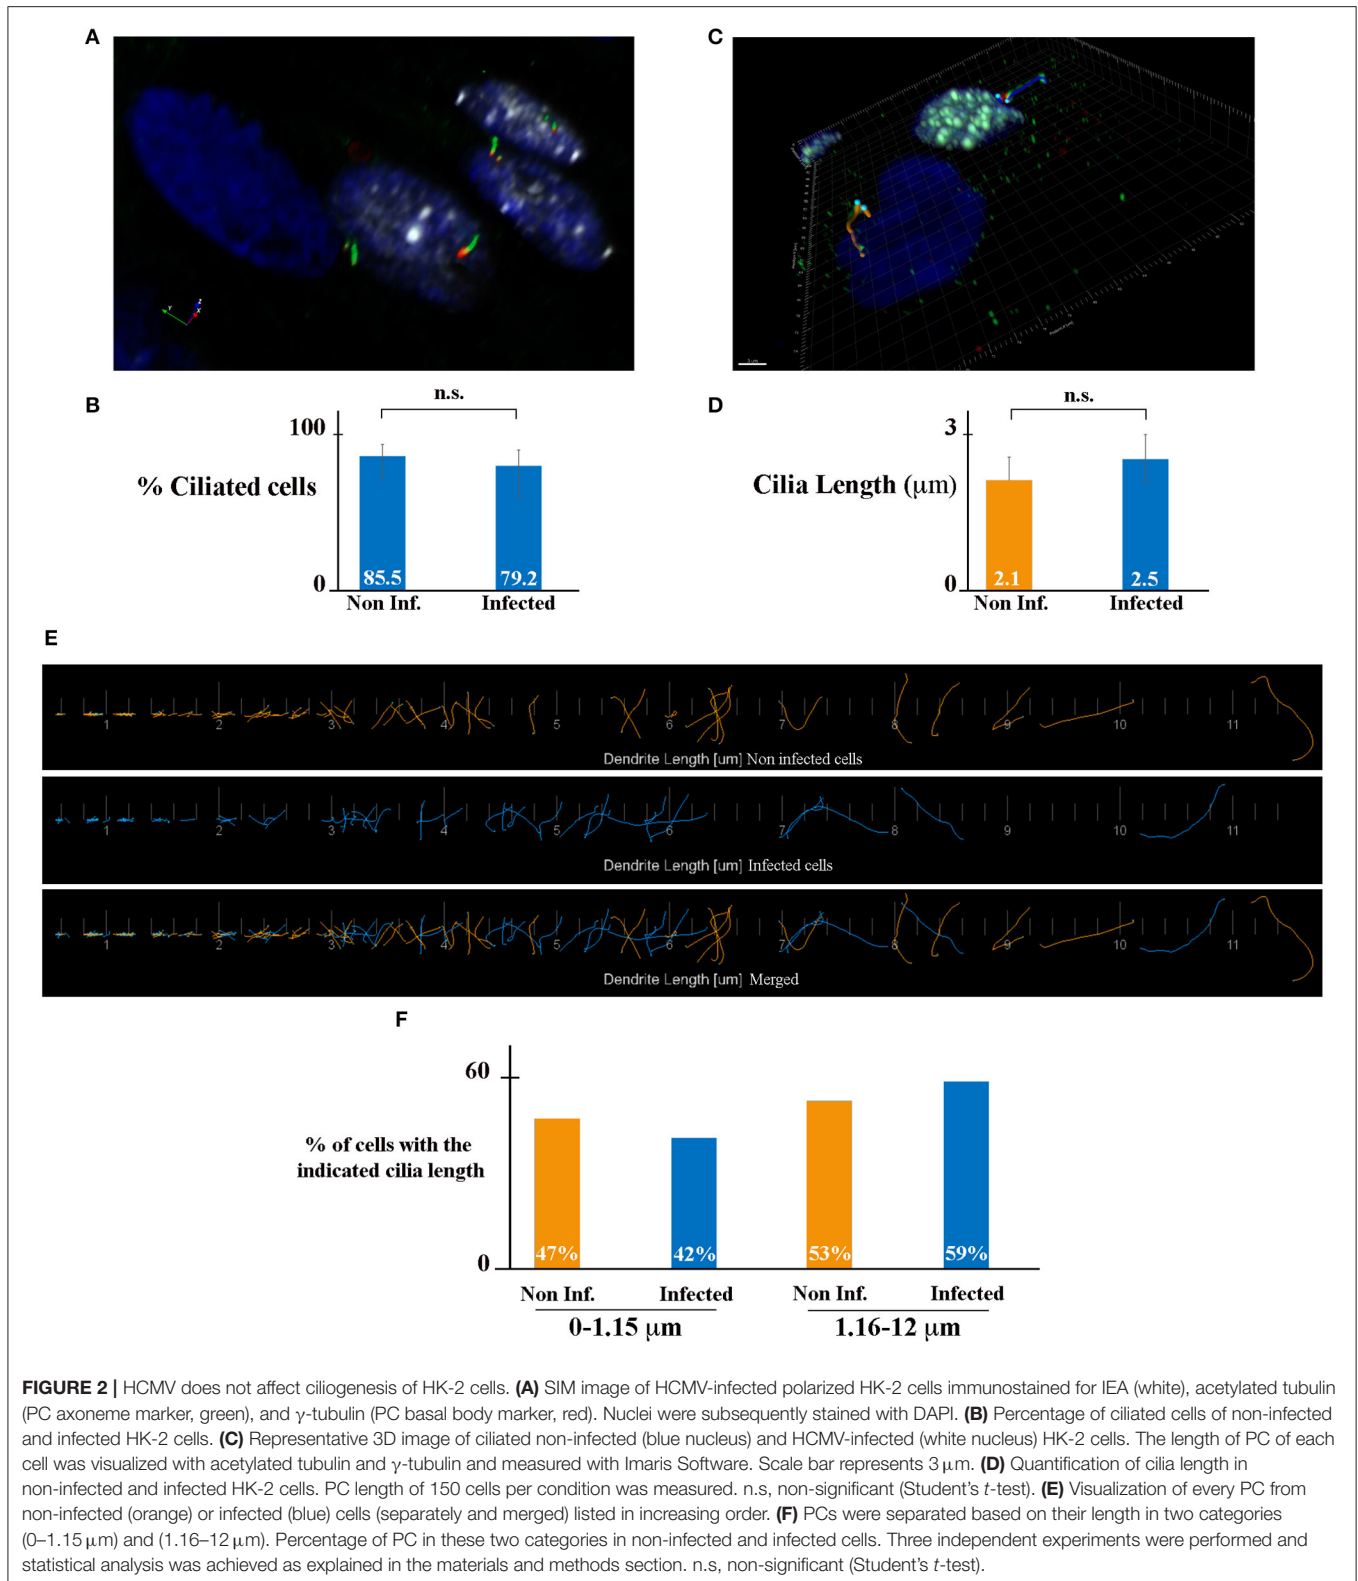 A
C
Y
Z
X
3 µm
B
n.s.
100
% Ciliated cells
0
85.5
79.2
Non Inf.
Infected
D
n.s.
3
Cilia Length (µm)
0
2.1
2.5
Non Inf.
Infected
E
1 2 3 4 5 6 7 8 9 10 11
Dendrite Length [um] Non infected cells
1 2 3 4 5 6 7 8 9 10 11
Dendrite Length [um] Infected cells
1 2 3 4 5 6 7 8 9 10 11
Dendrite Length [um] Merged
F
60
% of cells with the
indicated cilia length
0
47%
42%
53%
59%
Non Inf.
Infected
Non Inf.
Infected
0–1.15 µm
1.16-12 µm
FIGURE 2 | HCMV does not affect ciliogenesis of HK-2 cells. (A) SIM image of HCMV-infected polarized HK-2 cells immunostained for IEA (white), acetylated tubulin
(PC axoneme marker, green), and γ-tubulin (PC basal body marker, red). Nuclei were subsequently stained with DAPI. (B) Percentage of ciliated cells of non-infected
and infected HK-2 cells. (C) Representative 3D image of ciliated non-infected (blue nucleus) and HCMV-infected (white nucleus) HK-2 cells. The length of PC of each
cell was visualized with acetylated tubulin and γ-tubulin and measured with Imaris Software. Scale bar represents 3 µm. (D) Quantification of cilia length in
non-infected and infected HK-2 cells. PC length of 150 cells per condition was measured. n.s, non-significant (Student's t-test). (E) Visualization of every PC from
non-infected (orange) or infected (blue) cells (separately and merged) listed in increasing order. (F) PCs were separated based on their length in two categories
(0–1.15 µm) and (1.16–12 µm). Percentage of PC in these two categories in non-infected and infected cells. Three independent experiments were performed and
statistical analysis was achieved as explained in the materials and methods section. n.s, non-significant (Student's t-test).